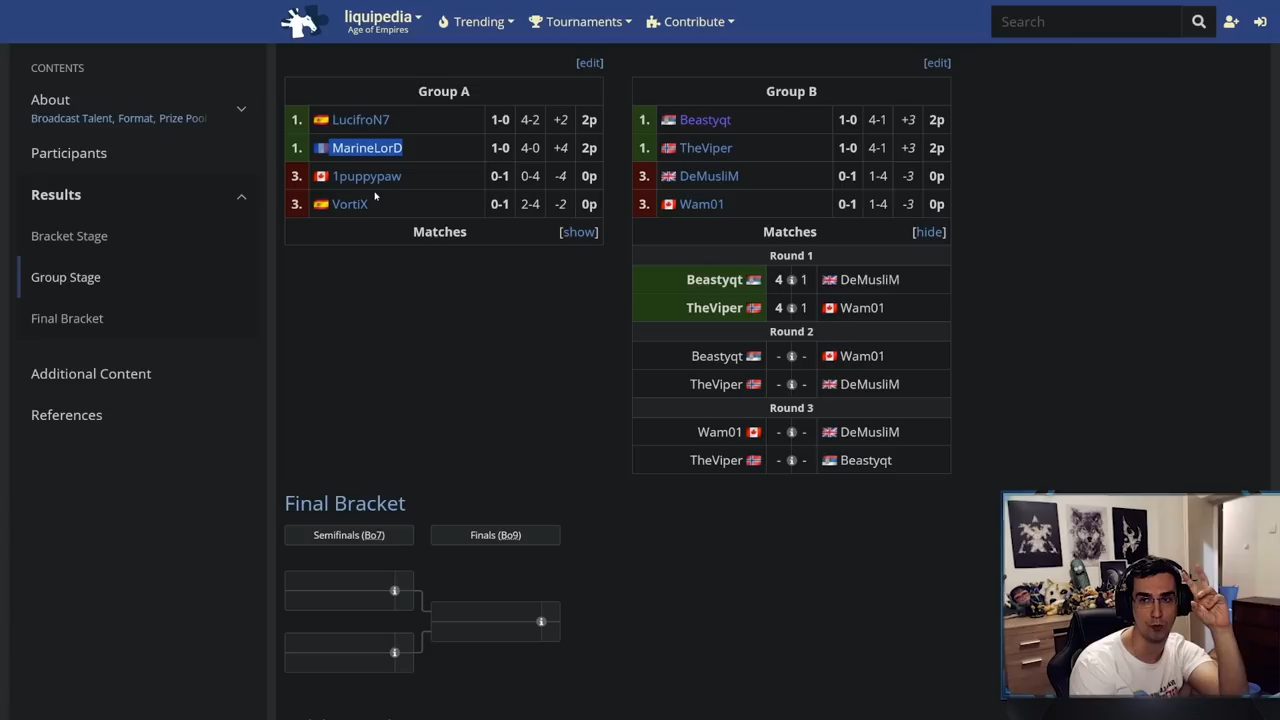 liquipedia
Age of Empires
Trending
Tournaments
Contribute
Search
CONTENTS
About
Broadcast Talent, Format, Prize Pool
Participants
Results
Bracket Stage
Group Stage
Final Bracket
Additional Content
References
[edit]
Group A
1. LucifroN7 1-0 4-2 +2 2p
1. MarineLorD 1-0 4-0 +4 2p
3. 1puppypaw 0-1 0-4 -4 0p
3. VortiX 0-1 2-4 -2 0p
Matches [show]
[edit]
Group B
1. Beastyqt 1-0 4-1 +3 2p
1. TheViper 1-0 4-1 +3 2p
3. DeMusliM 0-1 1-4 -3 0p
3. Wam01 0-1 1-4 -3 0p
Matches [hide]
Round 1
Beastyqt 4 1 DeMusliM
TheViper 4 1 Wam01
Round 2
Beastyqt - - Wam01
TheViper - - DeMusliM
Round 3
Wam01 - - DeMusliM
TheViper - - Beastyqt
Final Bracket
Semifinals (Bo7)
Finals (Bo9)